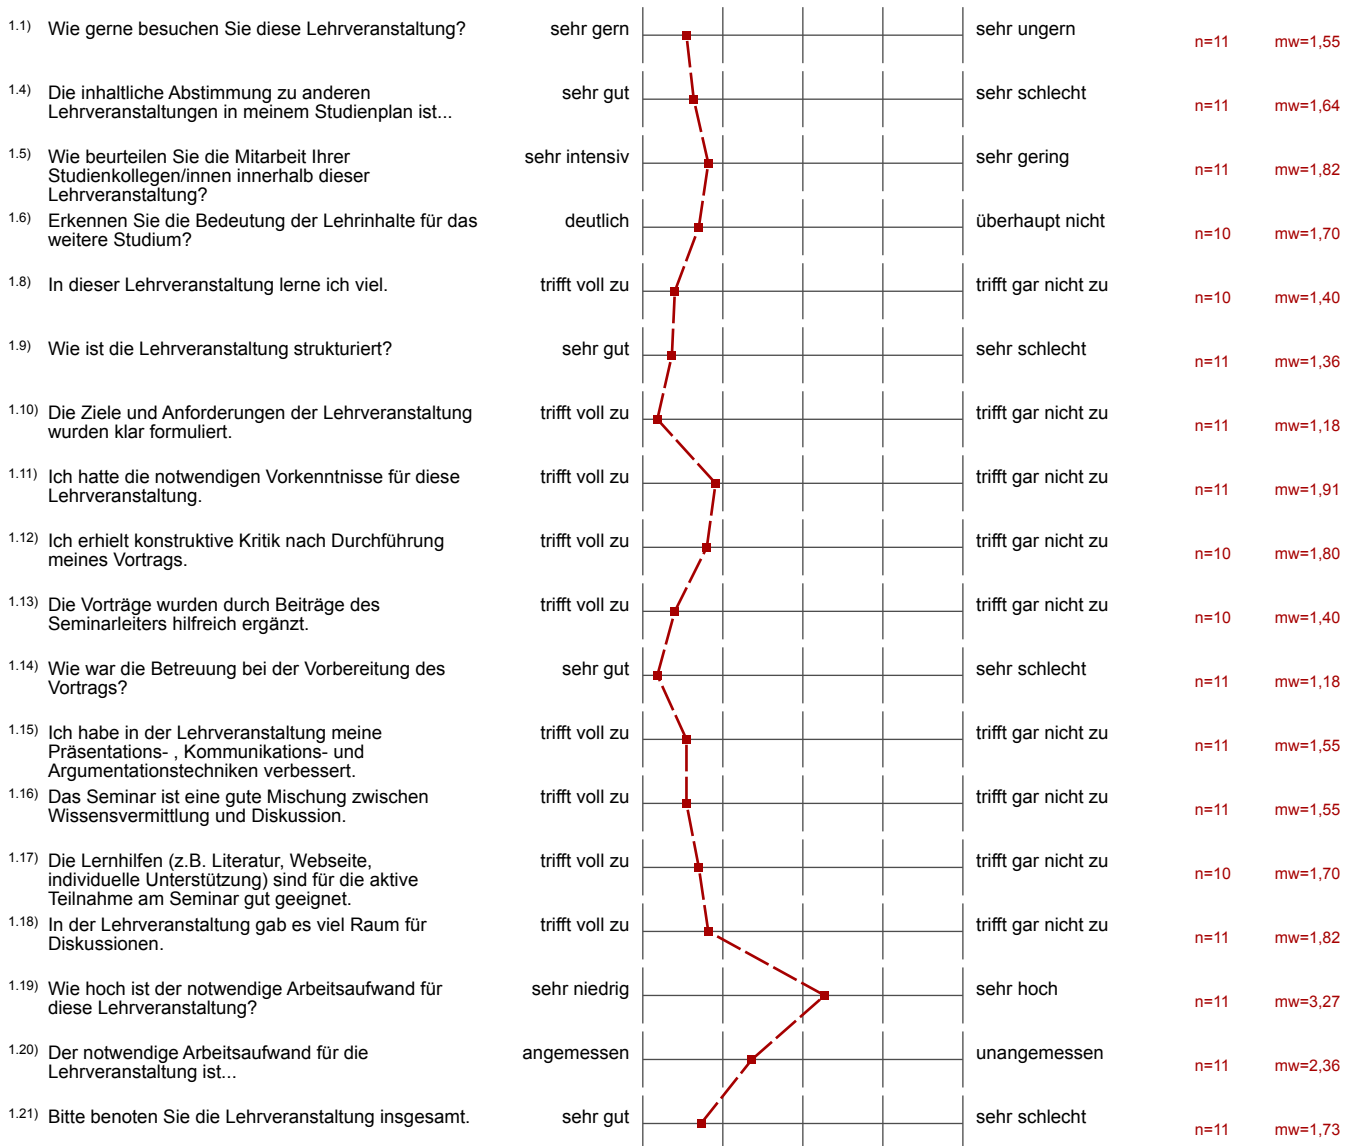 1.1) Wie gerne besuchen Sie diese Lehrveranstaltung? sehr gern sehr ungern n=11 mw=1,55
1.4) Die inhaltliche Abstimmung zu anderen
Lehrveranstaltungen in meinem Studienplan ist... sehr gut sehr schlecht n=11 mw=1,64
1.5) Wie beurteilen Sie die Mitarbeit Ihrer
Studienkollegen/innen innerhalb dieser
Lehrveranstaltung? sehr intensiv sehr gering n=11 mw=1,82
1.6) Erkennen Sie die Bedeutung der Lehrinhalte für das
weitere Studium? deutlich überhaupt nicht n=10 mw=1,70
1.8) In dieser Lehrveranstaltung lerne ich viel. trifft voll zu trifft gar nicht zu n=10 mw=1,40
1.9) Wie ist die Lehrveranstaltung strukturiert? sehr gut sehr schlecht n=11 mw=1,36
1.10) Die Ziele und Anforderungen der Lehrveranstaltung
wurden klar formuliert. trifft voll zu trifft gar nicht zu n=11 mw=1,18
1.11) Ich hatte die notwendigen Vorkenntnisse für diese
Lehrveranstaltung. trifft voll zu trifft gar nicht zu n=11 mw=1,91
1.12) Ich erhielt konstruktive Kritik nach Durchführung
meines Vortrags. trifft voll zu trifft gar nicht zu n=10 mw=1,80
1.13) Die Vorträge wurden durch Beiträge des
Seminarleiters hilfreich ergänzt. trifft voll zu trifft gar nicht zu n=10 mw=1,40
1.14) Wie war die Betreuung bei der Vorbereitung des
Vortrags? sehr gut sehr schlecht n=11 mw=1,18
1.15) Ich habe in der Lehrveranstaltung meine
Präsentations- , Kommunikations- und
Argumentationstechniken verbessert. trifft voll zu trifft gar nicht zu n=11 mw=1,55
1.16) Das Seminar ist eine gute Mischung zwischen
Wissensvermittlung und Diskussion. trifft voll zu trifft gar nicht zu n=11 mw=1,55
1.17) Die Lernhilfen (z.B. Literatur, Webseite,
individuelle Unterstützung) sind für die aktive
Teilnahme am Seminar gut geeignet. trifft voll zu trifft gar nicht zu n=10 mw=1,70
1.18) In der Lehrveranstaltung gab es viel Raum für
Diskussionen. trifft voll zu trifft gar nicht zu n=11 mw=1,82
1.19) Wie hoch ist der notwendige Arbeitsaufwand für
diese Lehrveranstaltung? sehr niedrig sehr hoch n=11 mw=3,27
1.20) Der notwendige Arbeitsaufwand für die
Lehrveranstaltung ist... angemessen unangemessen n=11 mw=2,36
1.21) Bitte benoten Sie die Lehrveranstaltung insgesamt. sehr gut sehr schlecht n=11 mw=1,73